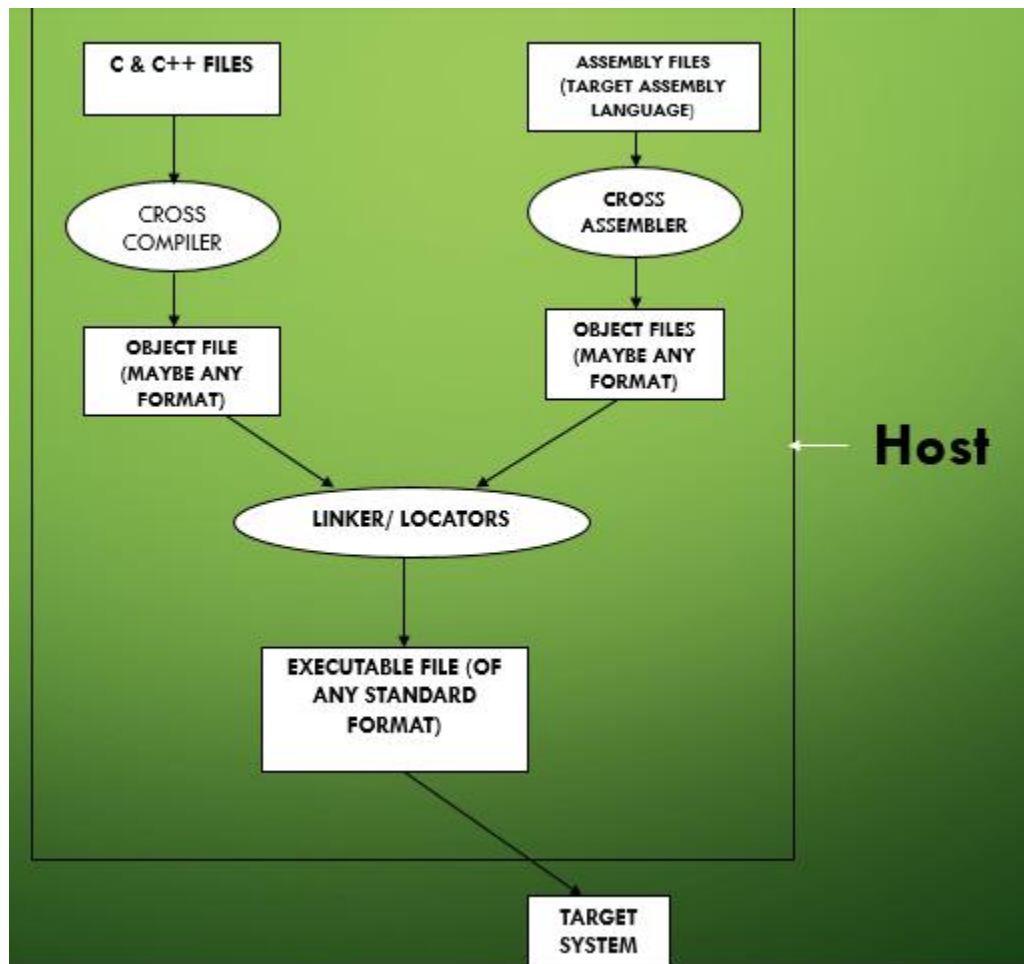 C & C++ FILES
ASSEMBLY FILES
(TARGET ASSEMBLY
LANGUAGE)
CROSS
COMPILER
CROSS
ASSEMBLER
OBJECT FILE
(MAYBE ANY
FORMAT)
OBJECT FILES
(MAYBE ANY
FORMAT)
Host
LINKER/ LOCATORS
EXECUTABLE FILE (OF
ANY STANDARD
FORMAT)
TARGET
SYSTEM